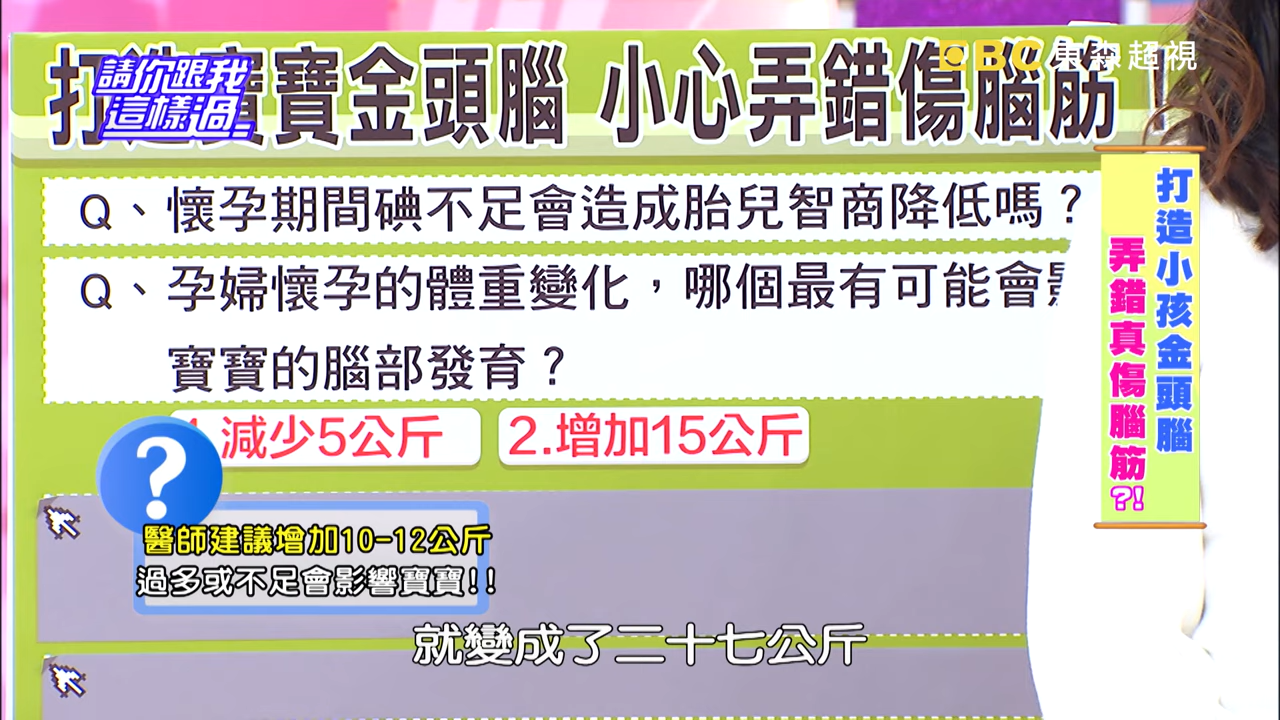 請你跟我
這樣過
EBC東森超視
打造寶寶金頭腦 小心弄錯傷腦筋
Q、懷孕期間碘不足會造成胎兒智商降低嗎？
Q、孕婦懷孕的體重變化，哪個最有可能會影
寶寶的腦部發育？
1.減少5公斤
2.增加15公斤
打造小孩金頭腦
弄錯真傷腦筋?!
?
醫師建議增加10-12公斤
過多或不足會影響寶寶!!
就變成了二十七公斤